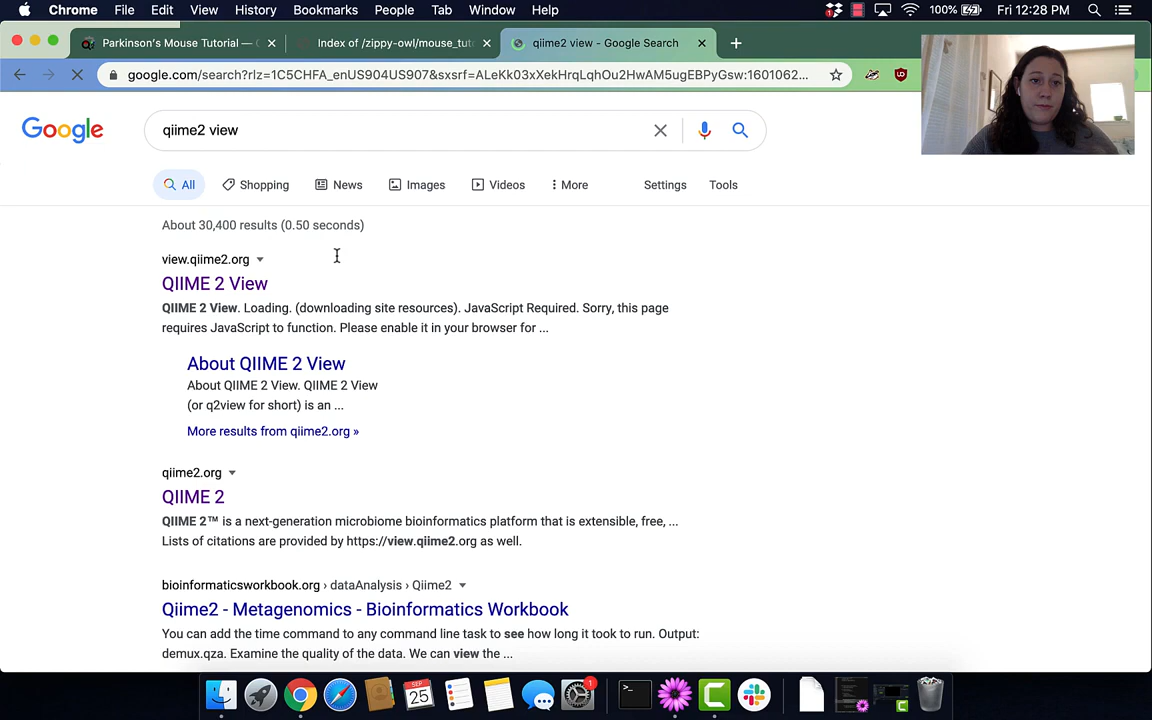 Chrome File Edit View History Bookmarks People Tab Window Help 100% Fri 12:28 PM
Parkinson's Mouse Tutorial — Index of /zippy-owl/mouse_tut qiime2 view - Google Search
google.com/search?rlz=1C5CHFA_enUS904US907&sxsrf=ALeKk03xXekHrqLqhOu2HwAM5ugEBPyGsw:1601062...
Google qiime2 view
All Shopping News Images Videos More Settings Tools
About 30,400 results (0.50 seconds)
view.qiime2.org
QIIME 2 View
QIIME 2 View. Loading. (downloading site resources). JavaScript Required. Sorry, this page
requires JavaScript to function. Please enable it in your browser for ...
About QIIME 2 View
About QIIME 2 View. QIIME 2 View
(or q2view for short) is an ...
More results from qiime2.org »
qiime2.org
QIIME 2
QIIME 2™ is a next-generation microbiome bioinformatics platform that is extensible, free, ...
Lists of citations are provided by https://view.qiime2.org as well.
bioinformaticsworkbook.org › dataAnalysis › Qiime2
Qiime2 - Metagenomics - Bioinformatics Workbook
You can add the time command to any command line task to see how long it took to run. Output:
demux.qza. Examine the quality of the data. We can view the ...
SEP
25
1